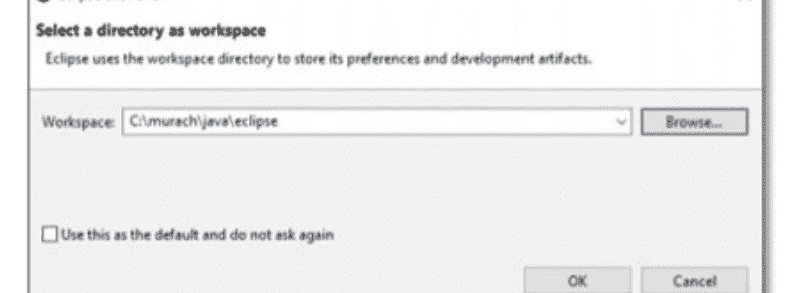 Select a directory as workspace
Eclipse uses the workspace directory to store its preferences and development artifacts.
Workspace: C:\murach\java\eclipse Browse...
Use this as the default and do not ask again
OK Cancel